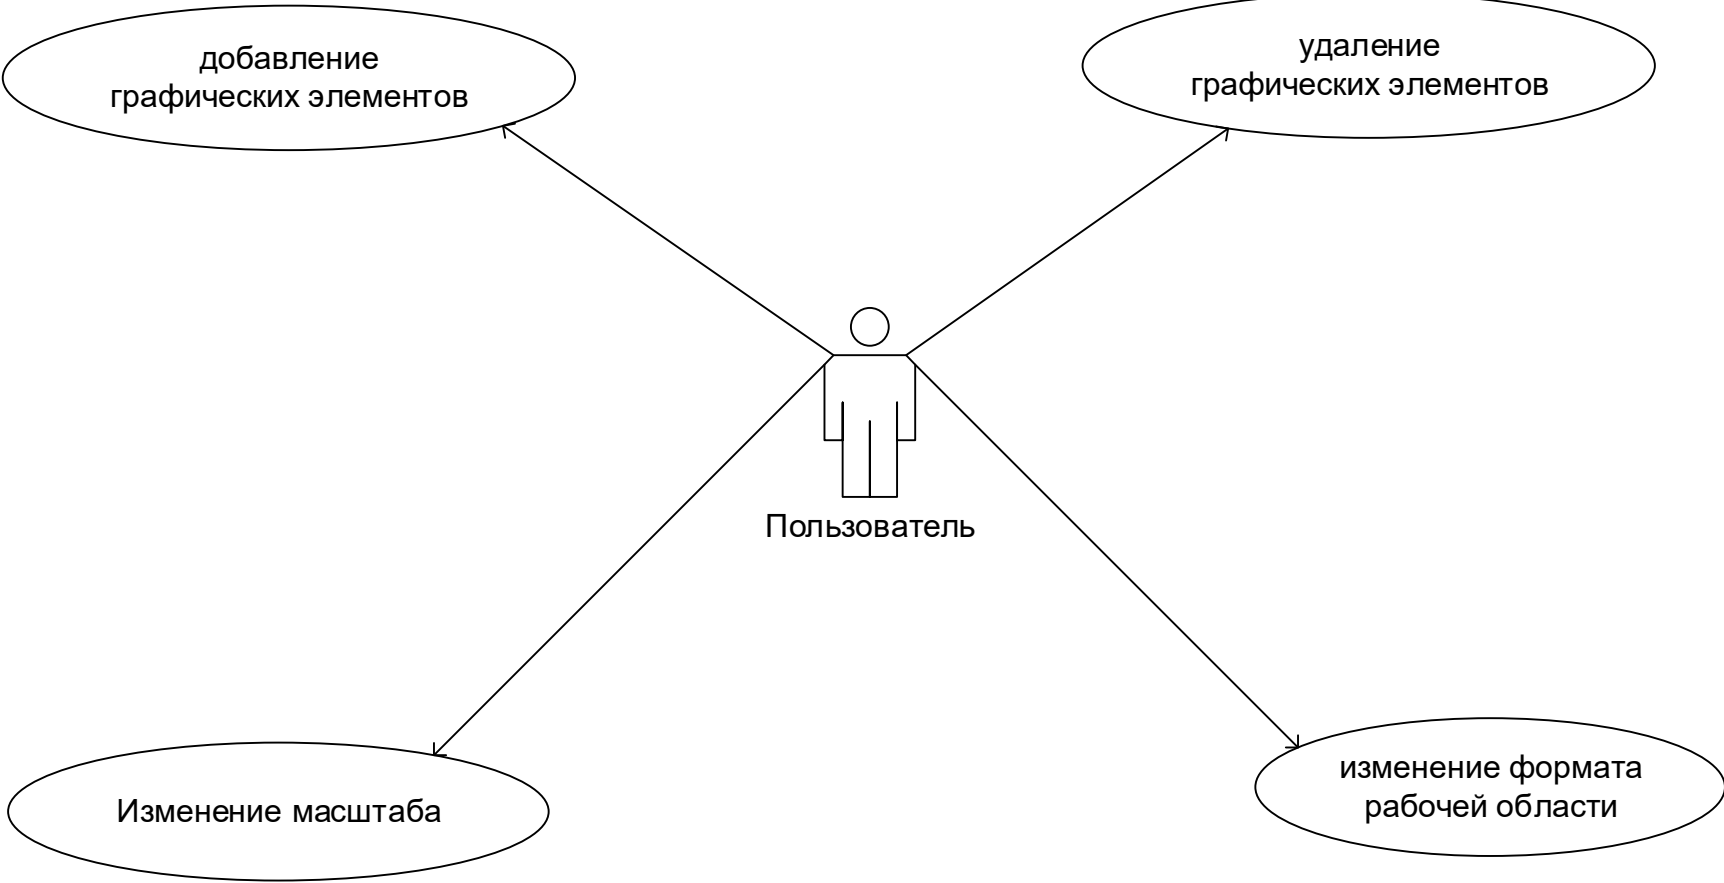 добавление
графических элементов
удаление
графических элементов
Пользователь
Изменение масштаба
изменение формата
рабочей области